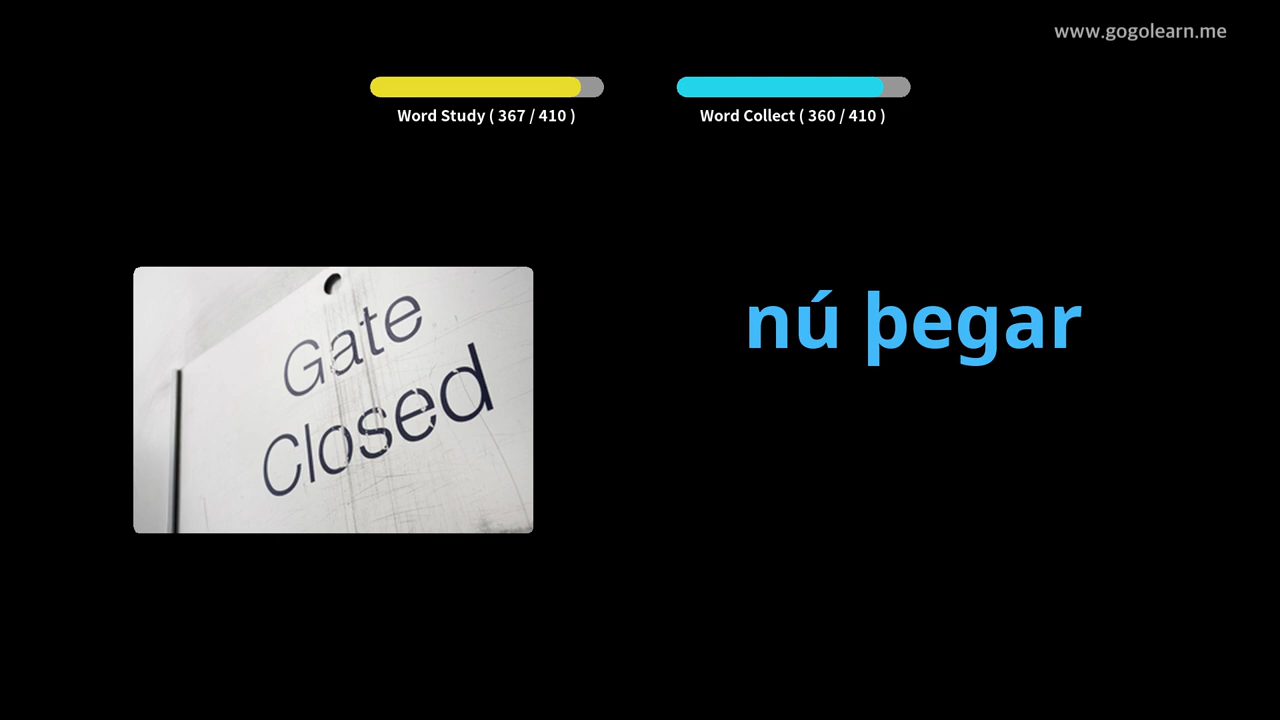 www.gogolearn.me
Word Study ( 367 / 410 )
Word Collect ( 360 / 410 )
Gate
Closed
nú þegar